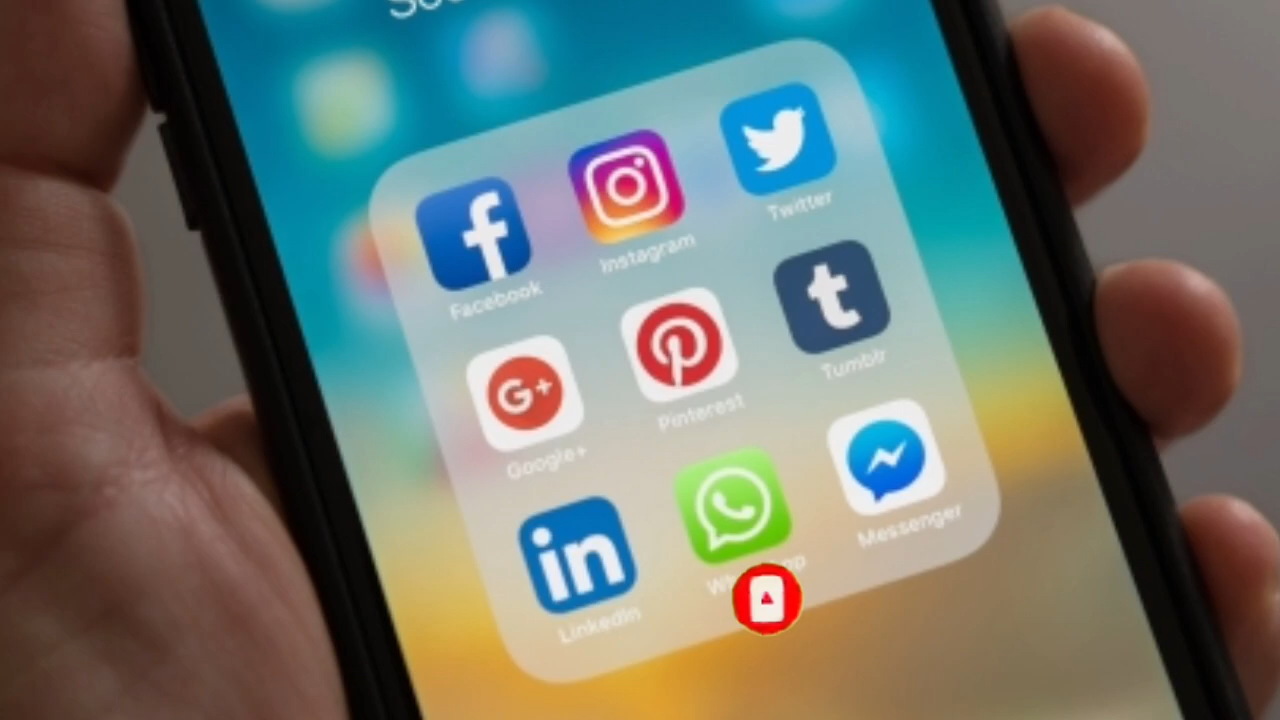 Facebook
Instagram
Twitter
Google+
Pinterest
Tumblr
LinkedIn
Messenger